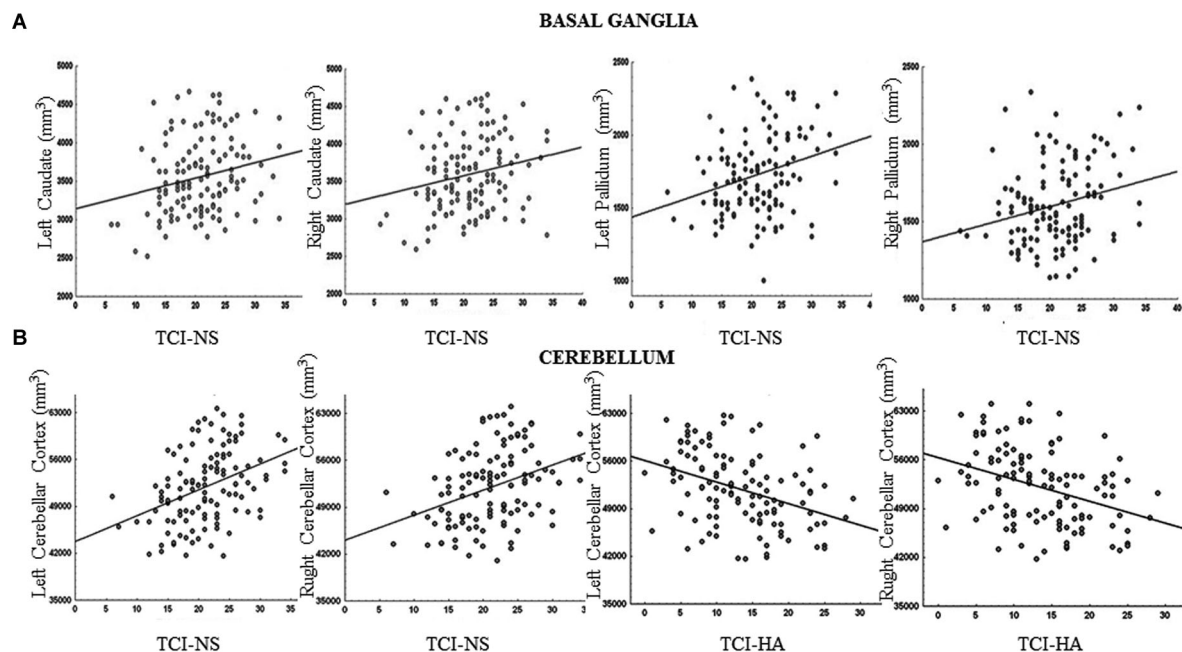 A
BASAL GANGLIA
Left Caudate (mm³)
5000
4500
4000
3500
3000
2500
2000
0 5 10 15 20 25 30 35
TCI-NS
Right Caudate (mm³)
5000
4500
4000
3500
3000
2500
2000
0 5 10 15 20 25 30 35 40
TCI-NS
Left Pallidum (mm³)
2500
2000
1500
1000
0 5 10 15 20 25 30 35 40
TCI-NS
Right Pallidum (mm³)
2500
2000
1500
1000
0 5 10 15 20 25 30 35 40
TCI-NS
B
CEREBELLUM
Left Cerebellar Cortex (mm³)
63000
56000
49000
42000
35000
0 5 10 15 20 25 30 35
TCI-NS
Rught Cerebellar Cortex (mm³)
63000
56000
49000
42000
35000
0 5 10 15 20 25 30 3
TCI-NS
Left Cerebellar Cortex (mm³)
63000
56000
49000
42000
35000
0 5 10 15 20 25 30
TCI-HA
Rught Cerebellar Cortex (mm³)
63000
56000
49000
42000
35000
0 5 10 15 20 25 30
TCI-HA